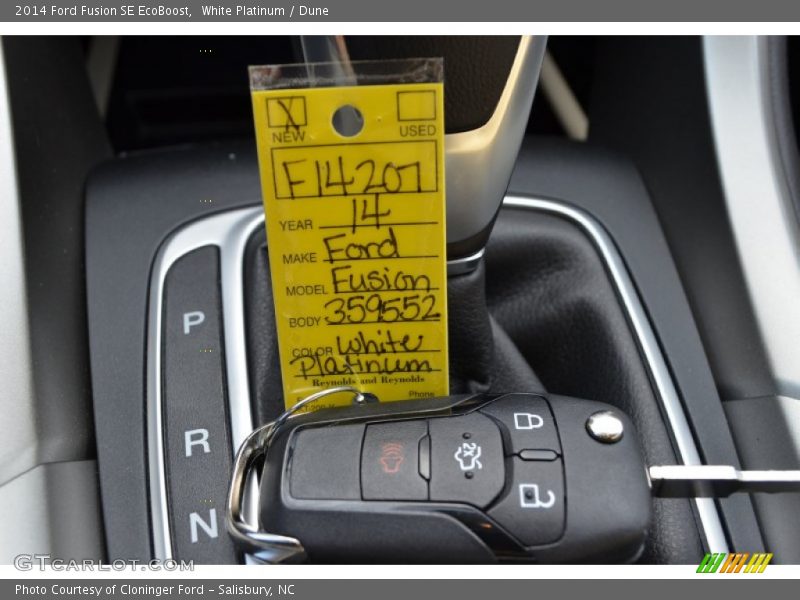 2014 Ford Fusion SE EcoBoost, White Platinum / Dune
X
NEW
USED
F14207
YEAR 14
MAKE Ford
MODEL Fusion
BODY 359552
COLOR White
Platinum
Reynolds and Reynolds
Phone
P
R
N
GTCarLot.com
Photo Courtesy of Cloninger Ford - Salisbury, NC